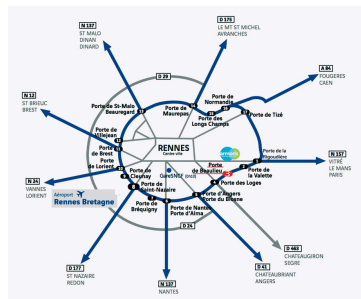 N 137
ST MALO
DINAN
DINARD
D 175
LE MT ST MICHEL
AVRANCHES
A 84
FOUGERES
CAEN
D 29
N 12
ST BRIEUC
BREST
Porte de St-Malo
Beauregard
Porte de
Maurepas
Porte de
Normandie
Porte des
Longs Champs
Porte de Tizé
Porte de
Villejean
Porte
de Brest
Porte
de Lorient
RENNES
Centre ville
Porte de la
Rigourdière
N 157
VITRÉ
LE MANS
PARIS
Porte
de Beaulieu
Porte de
la Valette
Porte des Loges
N 24
VANNES
LORIENT
Porte de
Cleunay
Porte de
Saint-Nazaire
Porte de
Bréquigny
Gare SNCF
Porte d'Angers
Porte du Blosne
Porte de Nantes
Porte d'Alma
Aéroport
Rennes Bretagne
D 24
D 463
CHATEAUGIRON
SEGRE
D 177
ST NAZAIRE
REDON
N 137
NANTES
D 41
CHATEAUBRIANT
ANGERS